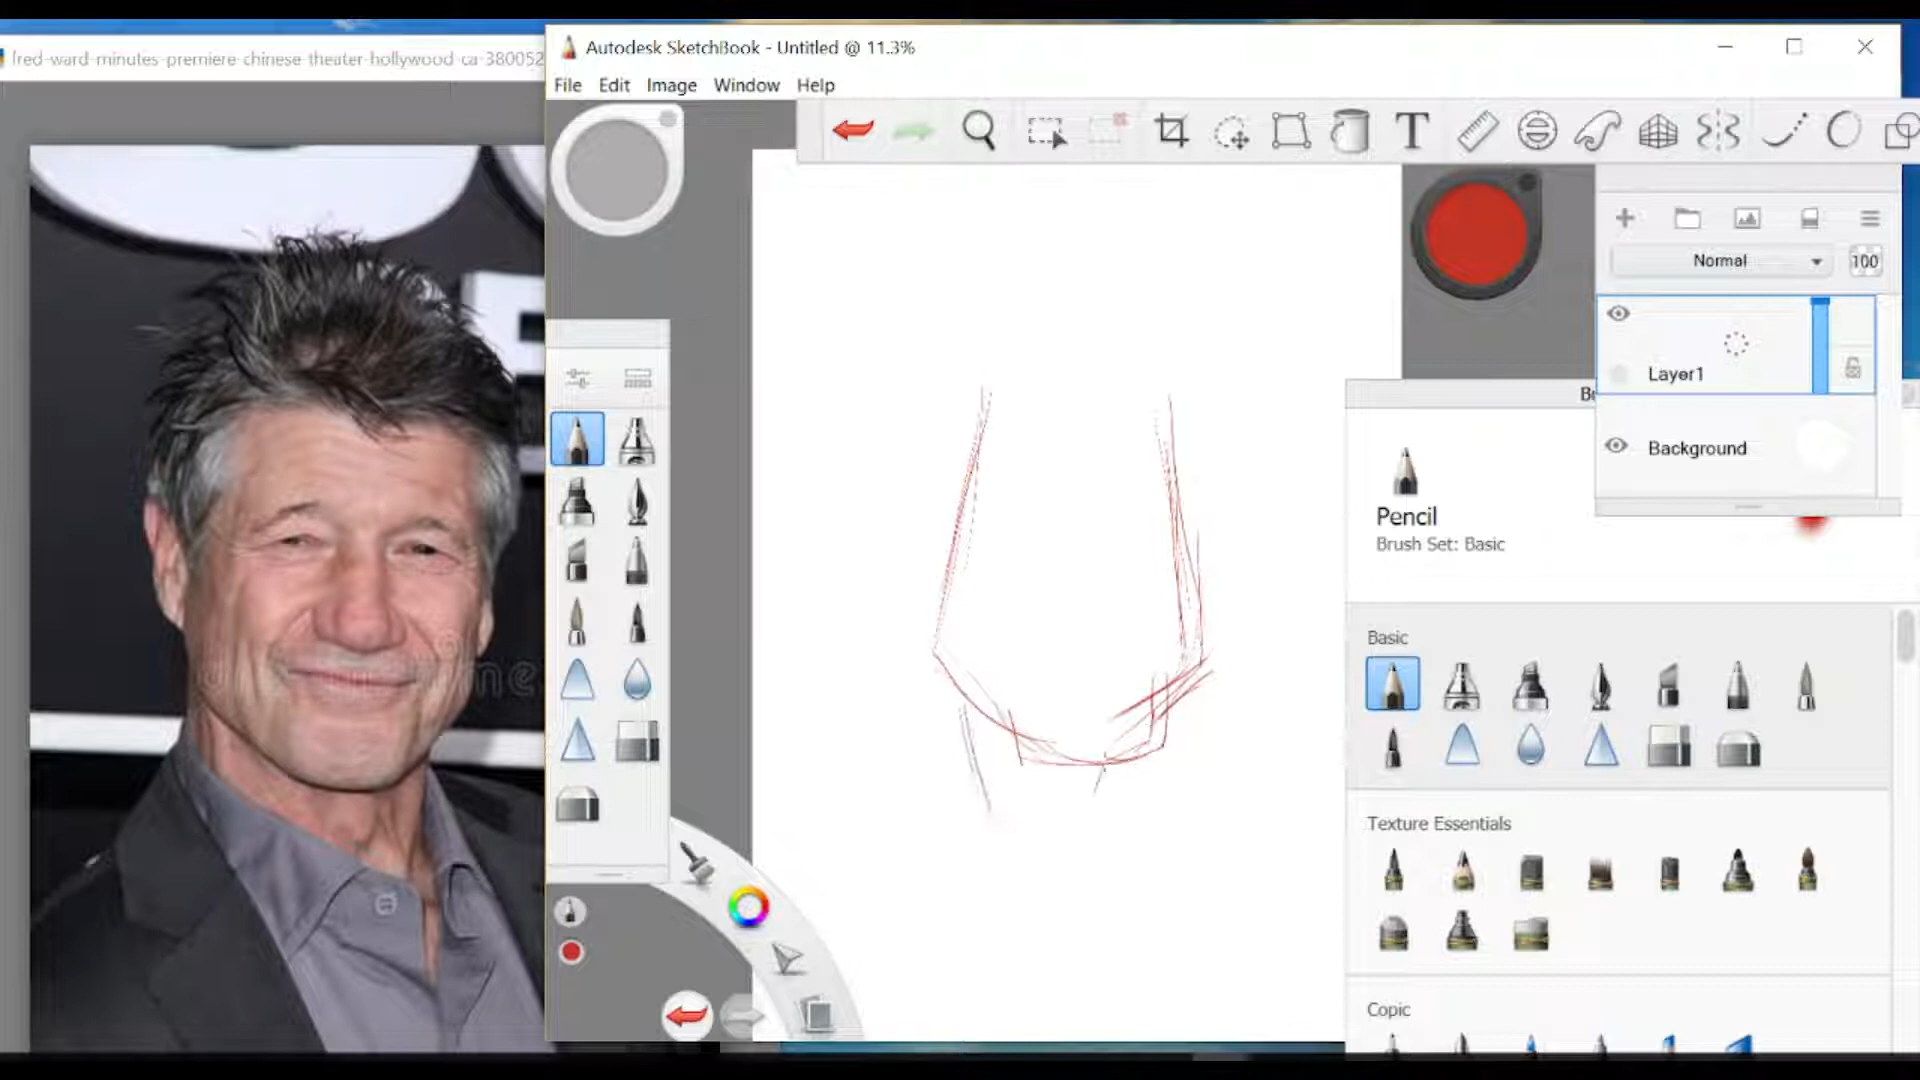 fred-ward-minutes-premiere-chinese-theater-hollywood-ca-380052
Autodesk SketchBook - Untitled @ 11.3%
File Edit Image Window Help
T
Normal 100
Layer1
Background
Pencil
Brush Set: Basic
Basic
Texture Essentials
Copic